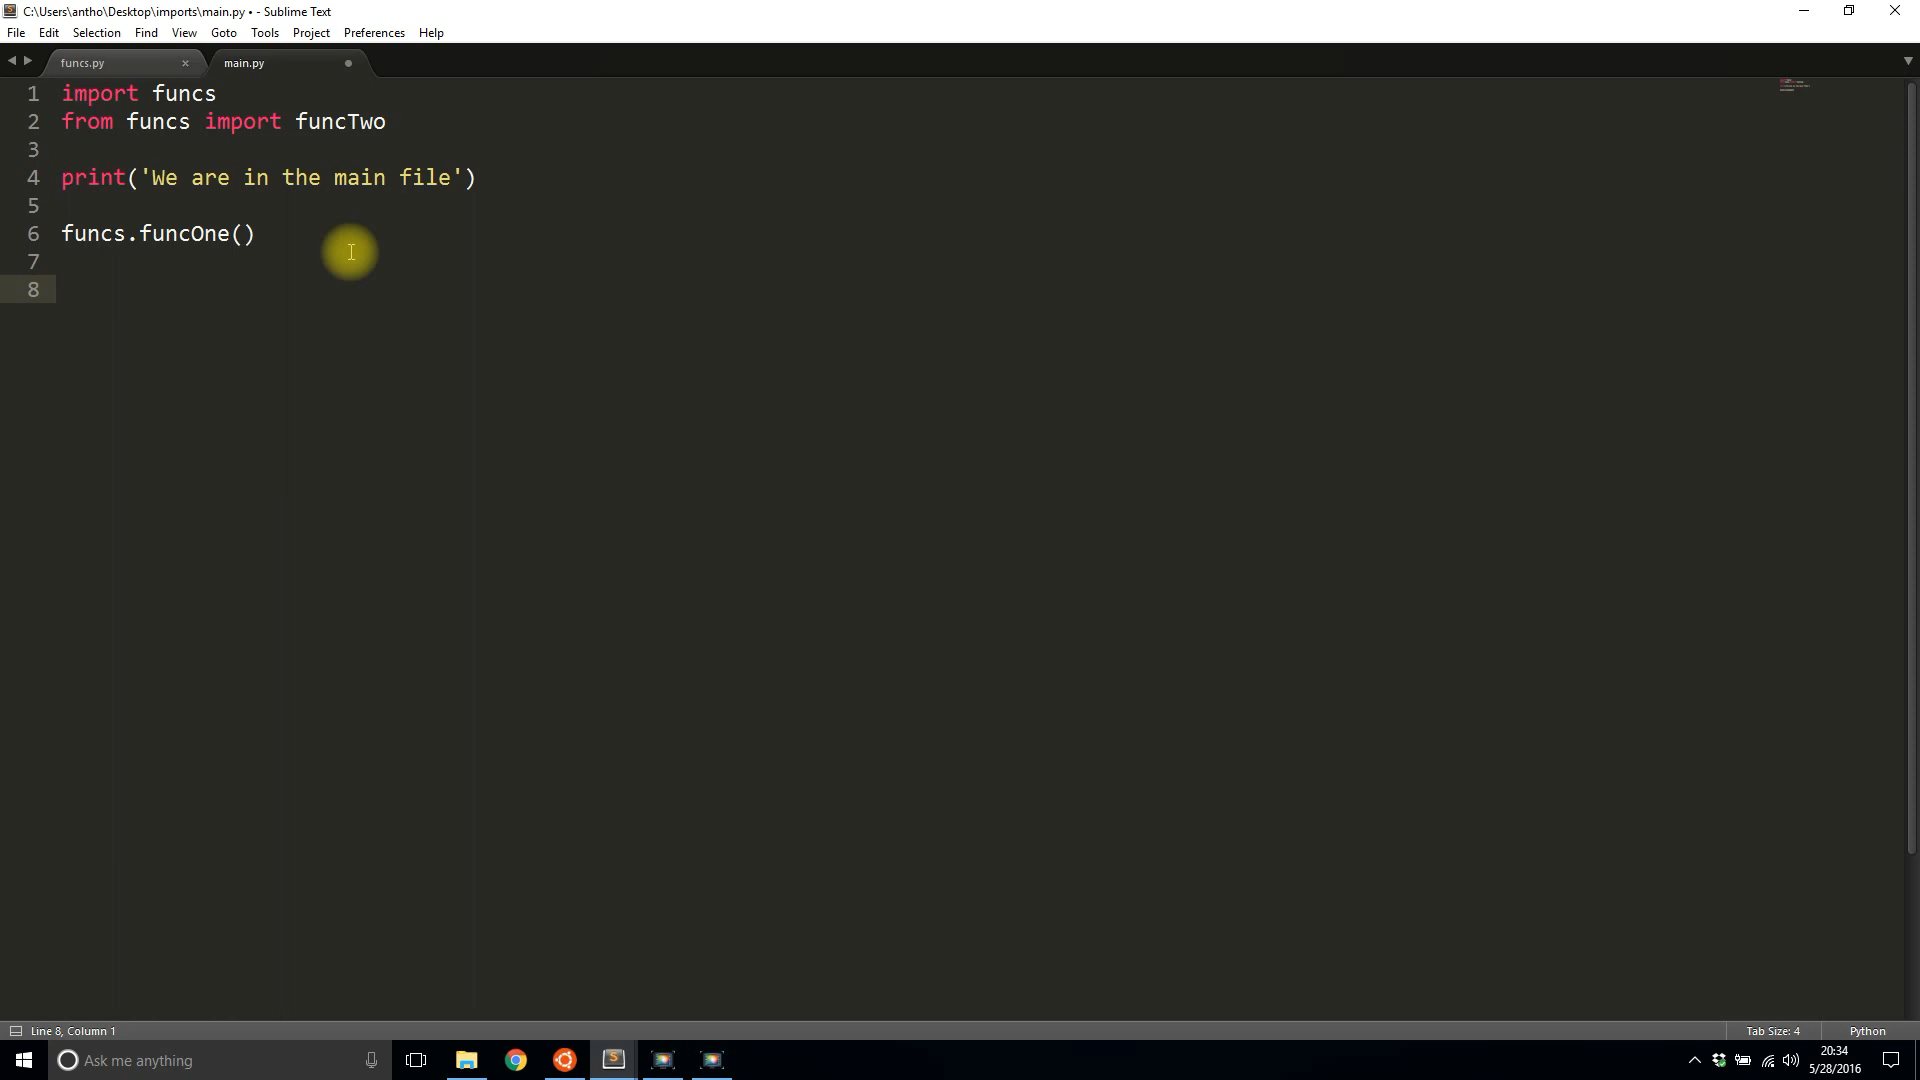 C:\Users\antho\Desktop\imports\main.py • - Sublime Text
File Edit Selection Find View Goto Tools Project Preferences Help
funcs.py × main.py
1 import funcs
2 from funcs import funcTwo
3
4 print('We are in the main file')
5
6 funcs.funcOne()
7
8
Line 8, Column 1 Tab Size: 4 Python
Ask me anything
20:34
5/28/2016